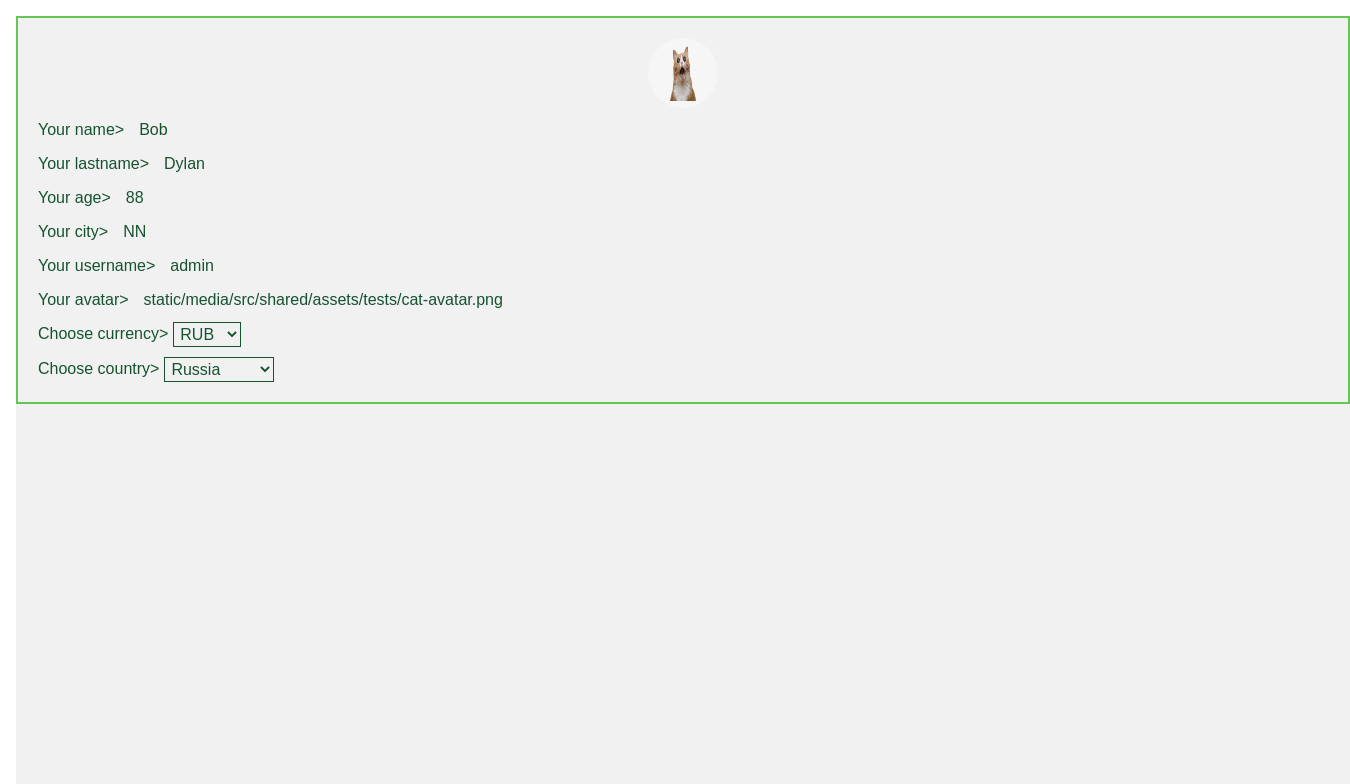 Your name> Bob
Your lastname> Dylan
Your age> 88
Your city> NN
Your username> admin
Your avatar> static/media/src/shared/assets/tests/cat-avatar.png
Choose currency> RUB
Choose country> Russia